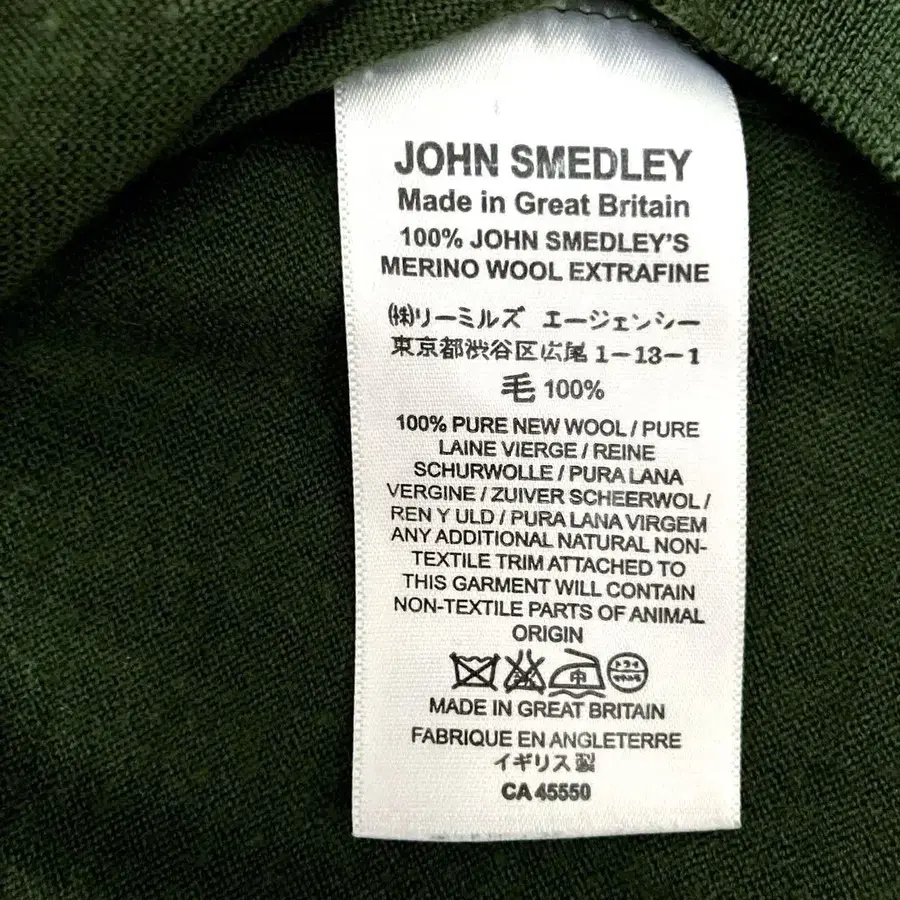 JOHN SMEDLEY
Made in Great Britain
100% JOHN SMEDLEY'S
MERINO WOOL EXTRAFINE
㈱リーミルズ エージェンシー
東京都渋谷区広尾1-13-1
毛 100%
100% PURE NEW WOOL / PURE
LAINE VIERGE / REINE
SCHURWOLLE / PURA LANA
VERGINE / ZUIVER SCHEERWOL /
REN Y ULD / PURA LANA VIRGEM
ANY ADDITIONAL NATURAL NON-
TEXTILE TRIM ATTACHED TO
THIS GARMENT WILL CONTAIN
NON-TEXTILE PARTS OF ANIMAL
ORIGIN
中 ドライ
MADE IN GREAT BRITAIN
FABRIQUE EN ANGLETERRE
イギリス製
CA 45550